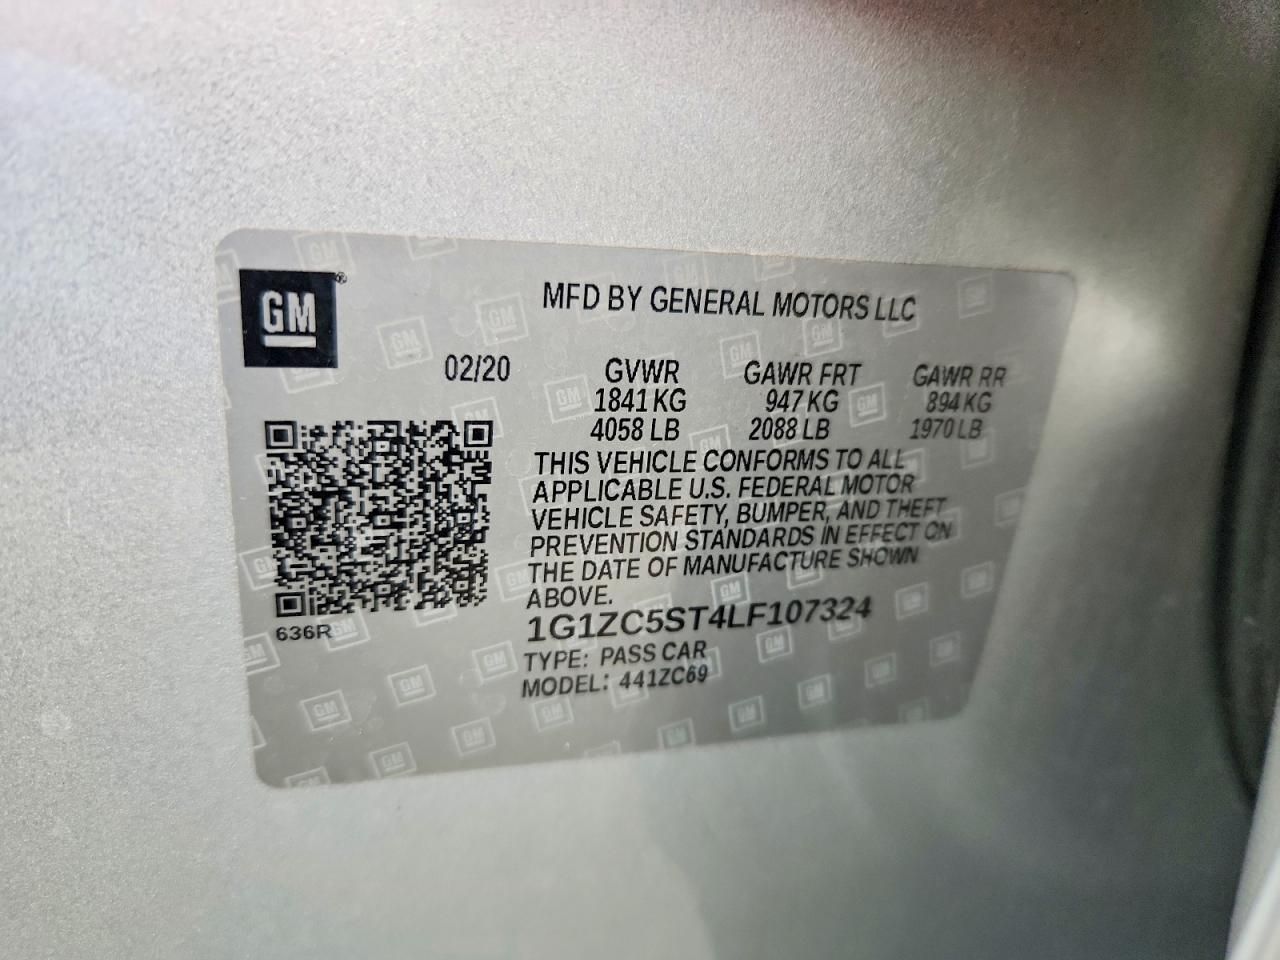 GM®
MFD BY GENERAL MOTORS LLC
02/20 GVWR GAWR FRT GAWR RR
1841 KG 947 KG 894 KG
4058 LB 2088 LB 1970 LB
THIS VEHICLE CONFORMS TO ALL
APPLICABLE U.S. FEDERAL MOTOR
VEHICLE SAFETY, BUMPER, AND THEFT
PREVENTION STANDARDS IN EFFECT ON
THE DATE OF MANUFACTURE SHOWN
ABOVE.
636R
1G1ZC5ST4LF107324
TYPE: PASS CAR
MODEL: 441ZC69